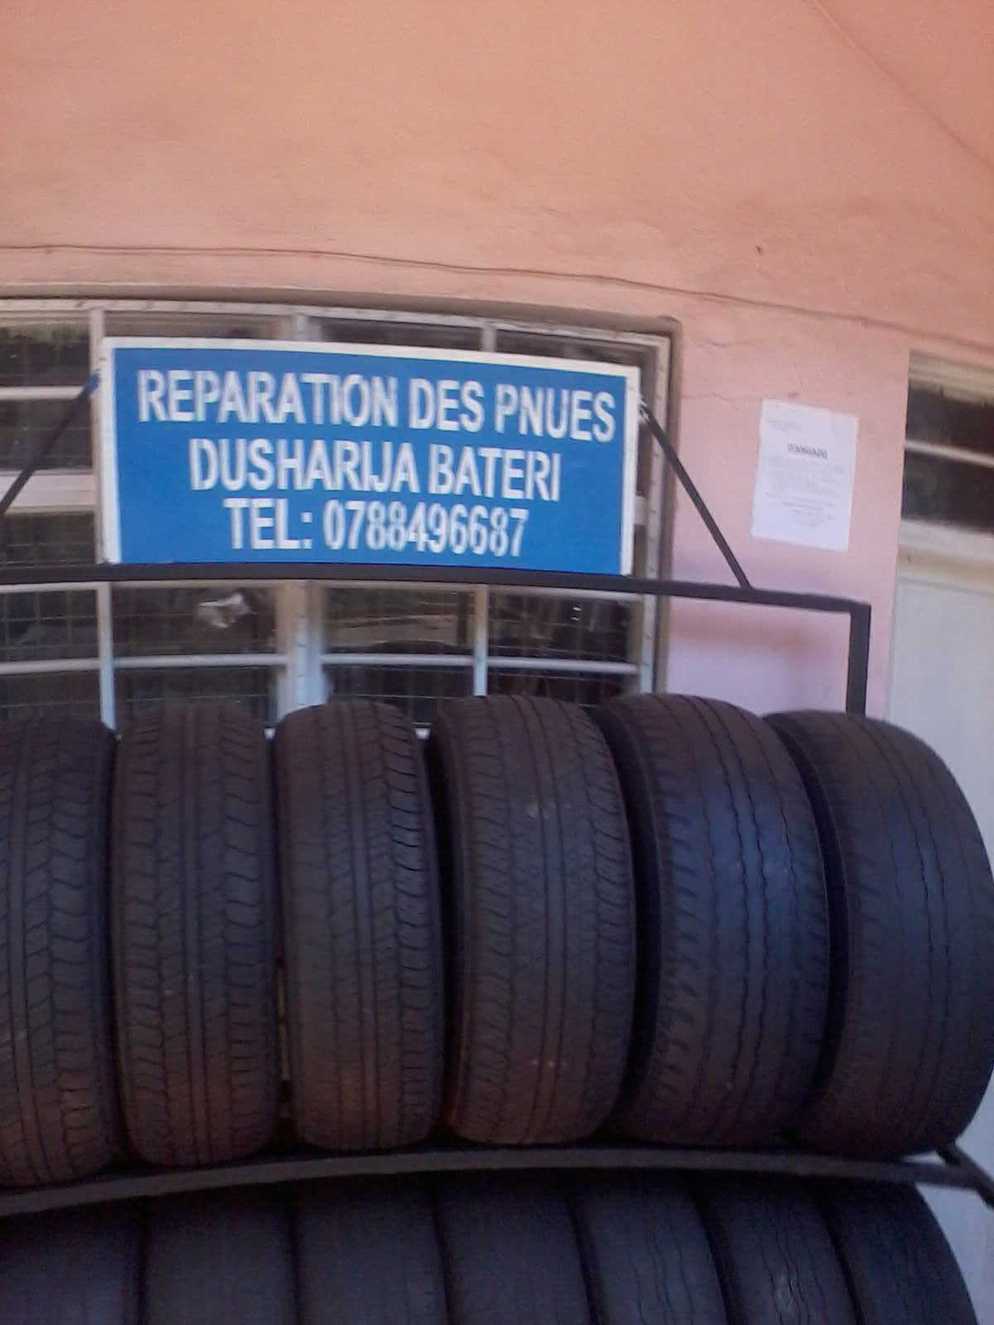 REPARATION DES PNUES
DUSHARIJA BATERI
TEL: 0788496687